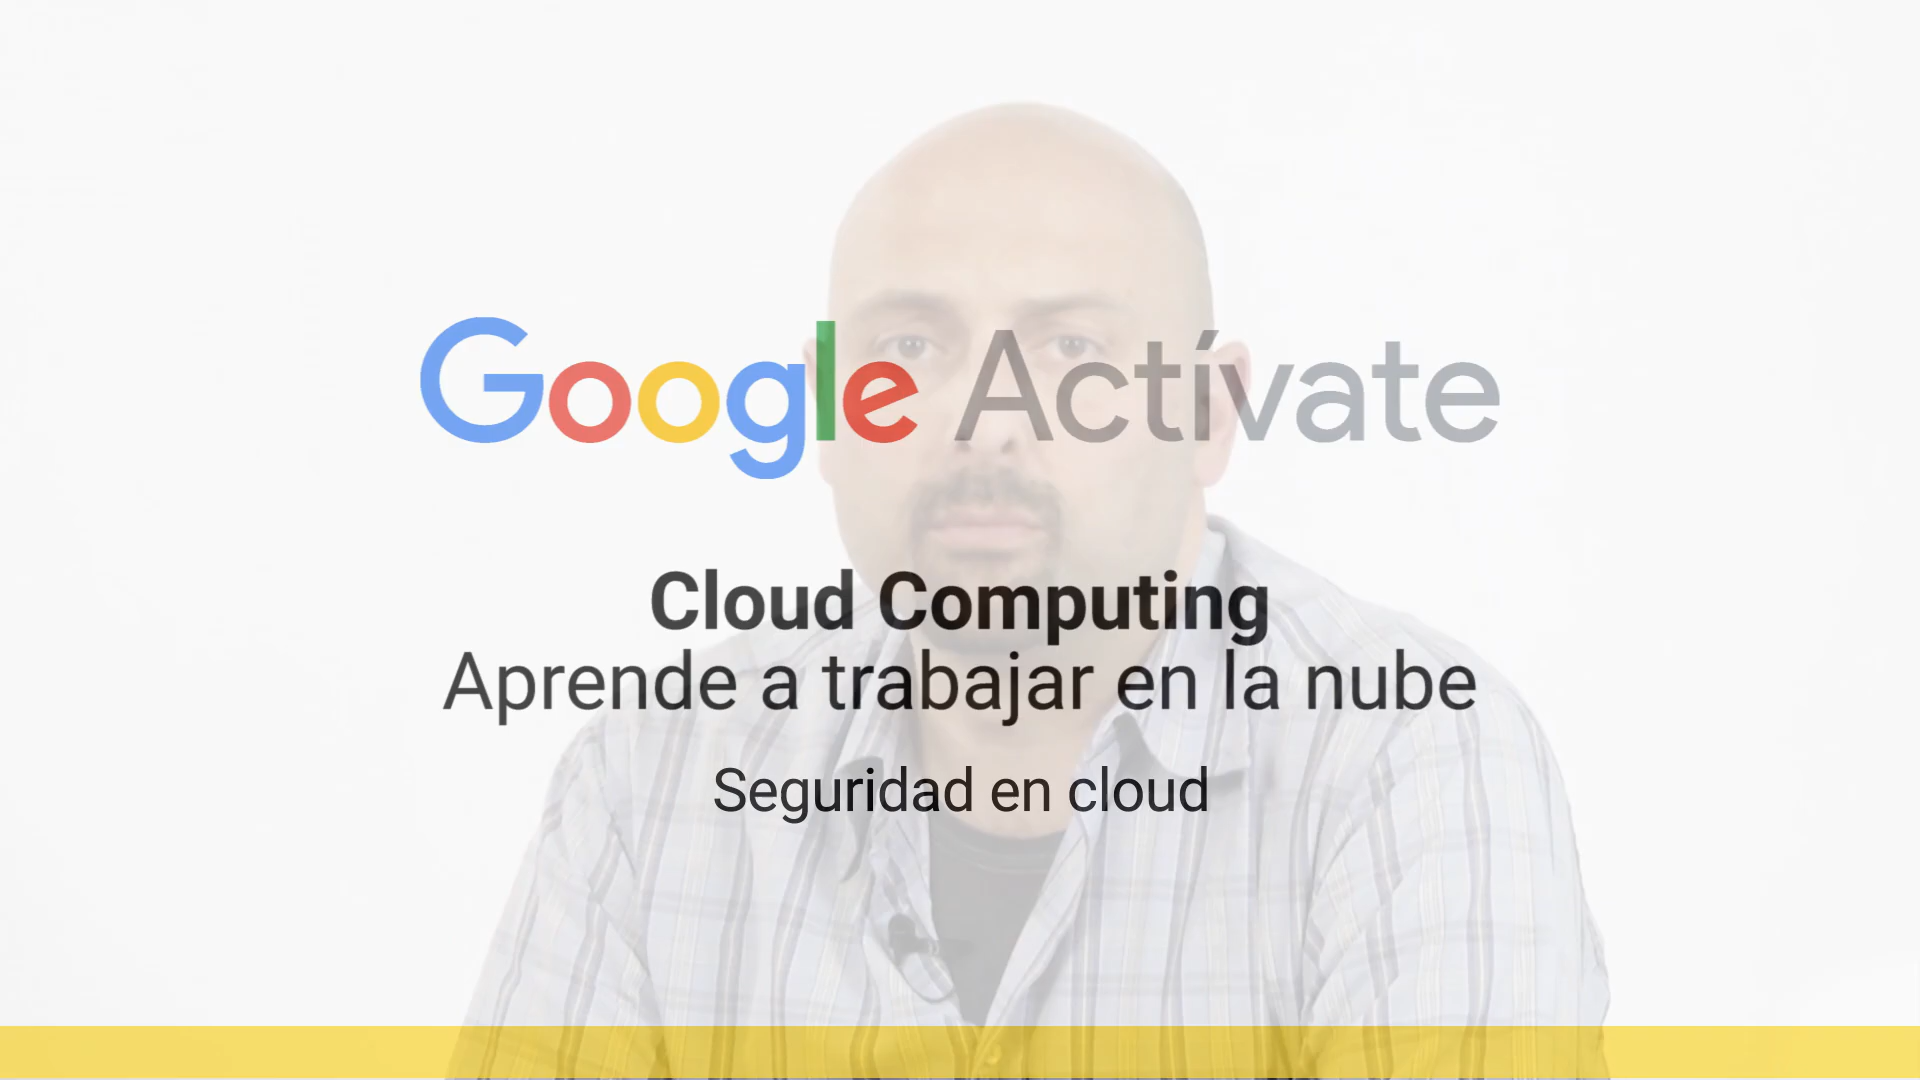 Google Actívate
Cloud Computing
Aprende a trabajar en la nube
Seguridad en cloud